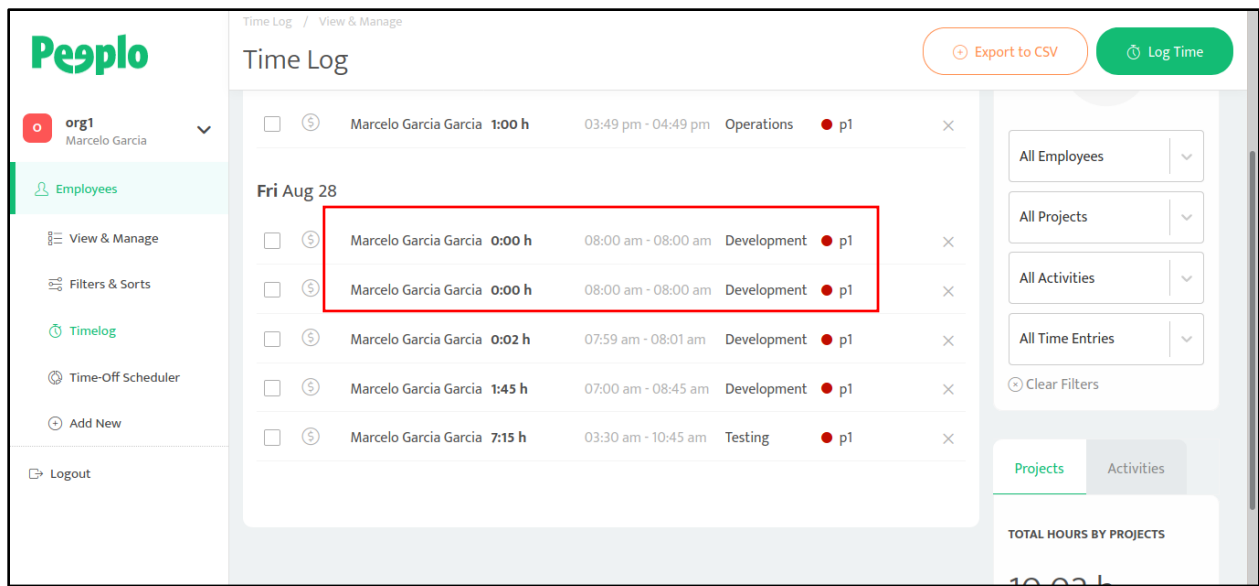 Peeplo
O
org1
Marcelo Garcia
Employees
View & Manage
Filters & Sorts
Timelog
Time-Off Scheduler
Add New
Logout
Time Log / View & Manage
Time Log
Export to CSV
Log Time
Marcelo Garcia Garcia 1:00 h 03:49 pm - 04:49 pm Operations p1
Fri Aug 28
Marcelo Garcia Garcia 0:00 h 08:00 am - 08:00 am Development p1
Marcelo Garcia Garcia 0:00 h 08:00 am - 08:00 am Development p1
Marcelo Garcia Garcia 0:02 h 07:59 am - 08:01 am Development p1
Marcelo Garcia Garcia 1:45 h 07:00 am - 08:45 am Development p1
Marcelo Garcia Garcia 7:15 h 03:30 am - 10:45 am Testing p1
All Employees
All Projects
All Activities
All Time Entries
Clear Filters
Projects
Activities
TOTAL HOURS BY PROJECTS